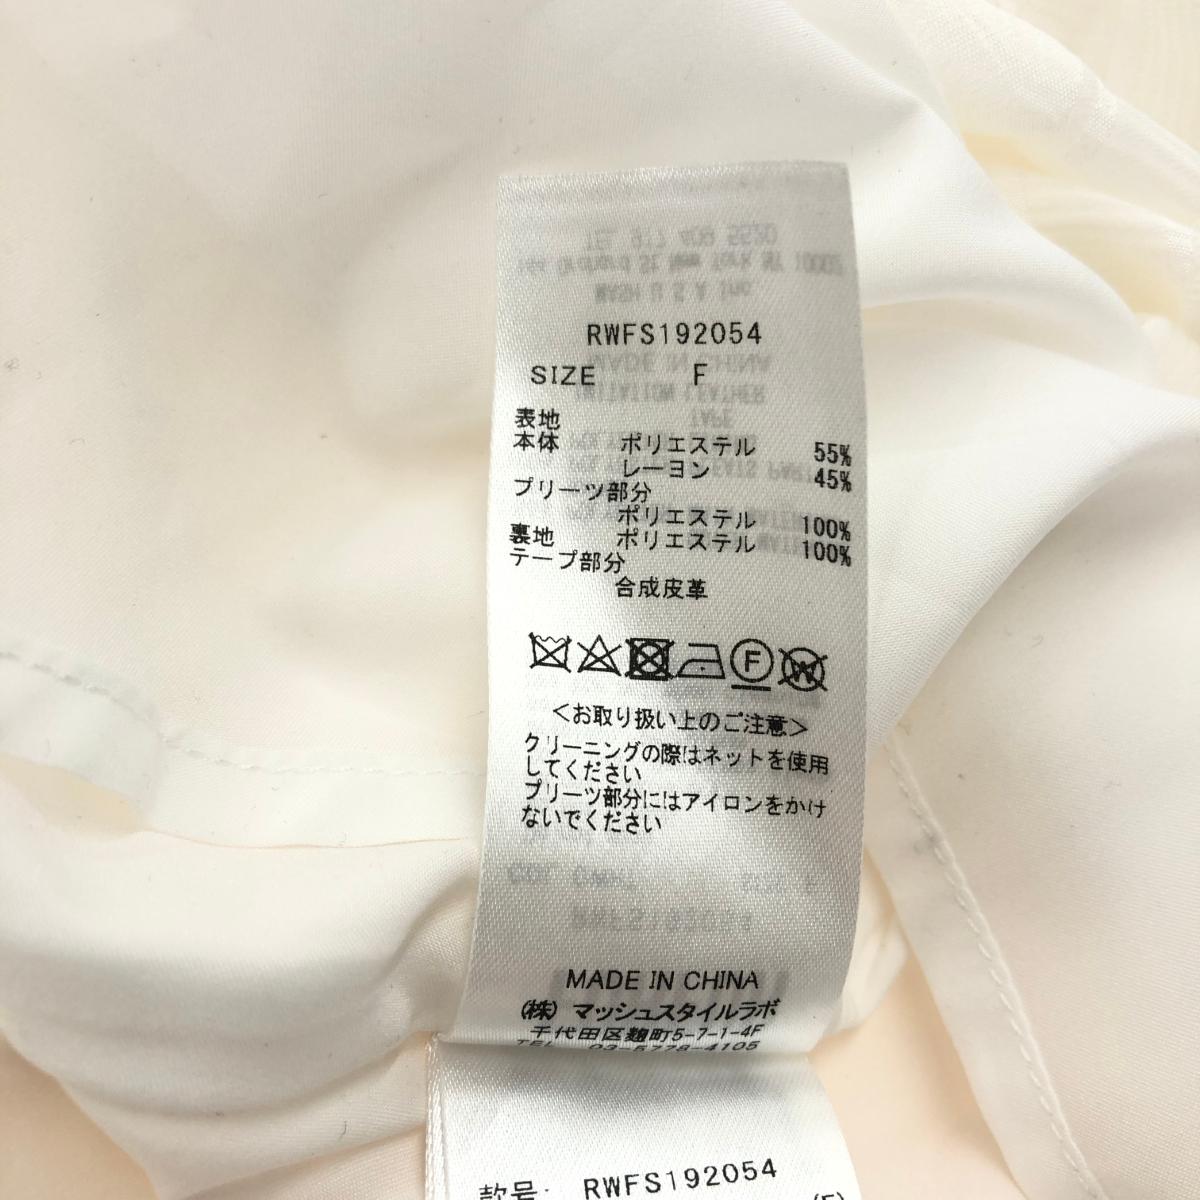 RWFS192054
SIZE F
表地
本体 ポリエステル 55%
レーヨン 45%
プリーツ部分
ポリエステル 100%
裏地 ポリエステル 100%
テープ部分
合成皮革
F W
＜お取り扱い上のご注意＞
クリーニングの際はネットを使用
してください
プリーツ部分にはアイロンをかけ
ないでください
MADE IN CHINA
(株) マッシュスタイルラボ
千代田区麹町5-7-1-4F
TEL 03-5778-4105
款号: RWFS192054
(F)